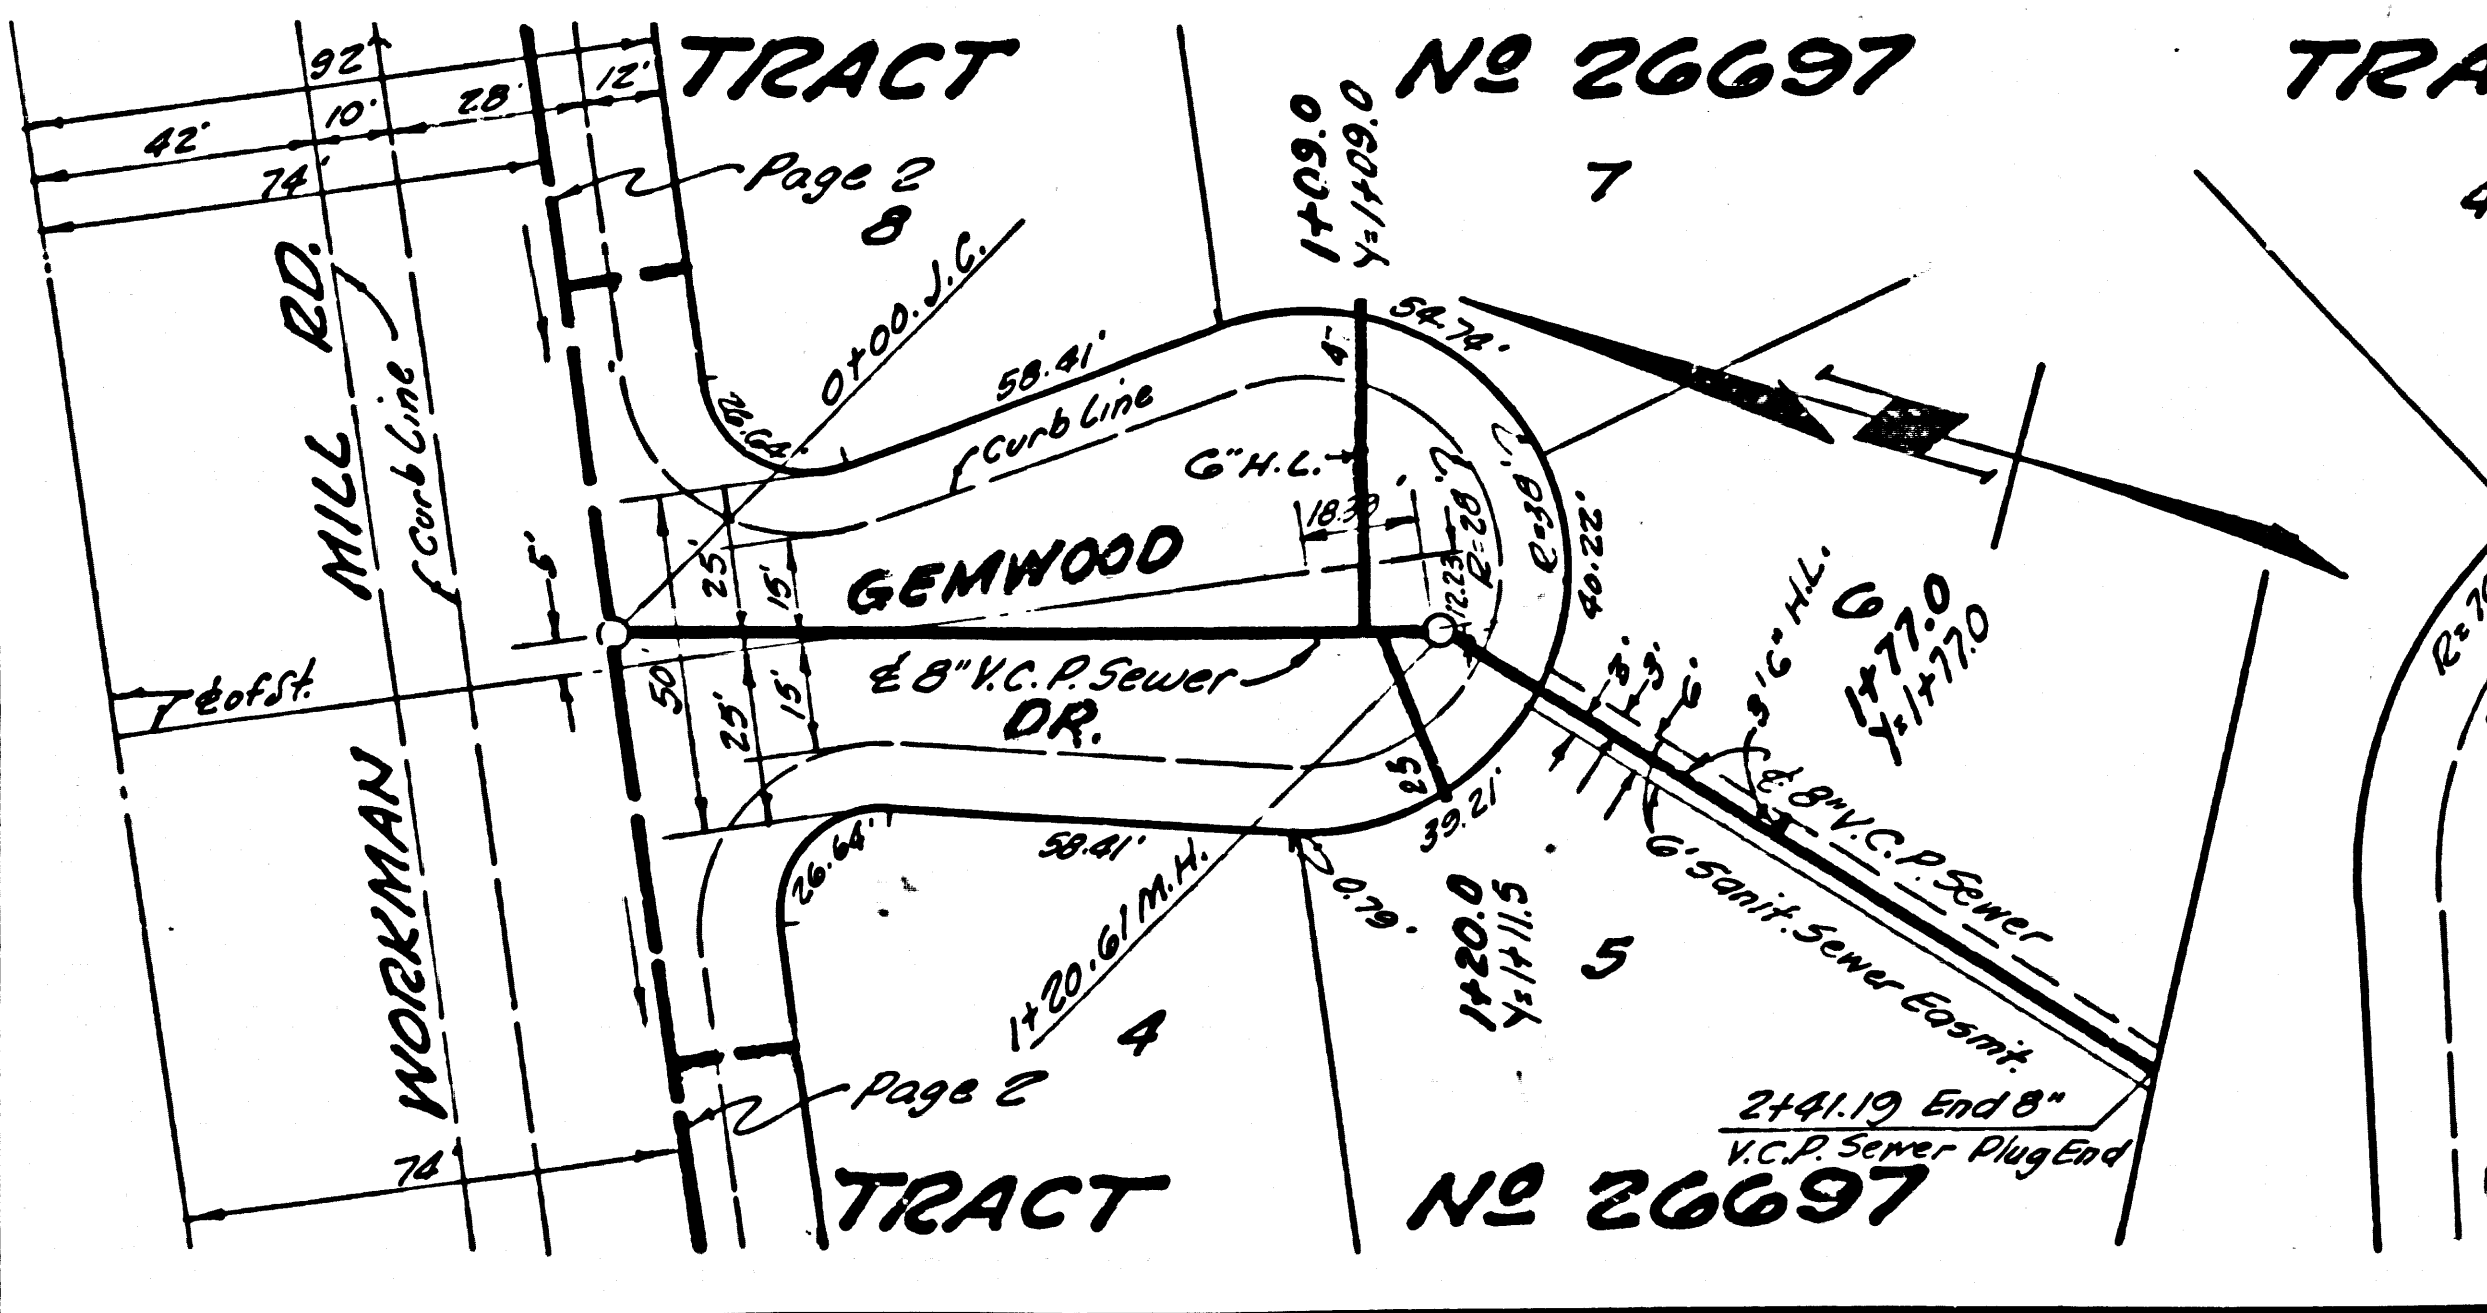 92'
12'
28'
10'
42'
74'
TRACT
Nº 26697
TRA
Page 2
8
7
4
1+09.0
Y=1+09.0
0+00. J.C.
54.74'
58.41'
4'
Curb Line
6" H.L.
18.39
R=28'
R=38'
40.22'
12.23
WORKMAN MILL RD.
Curb Line
5'
25'
15'
GEMWOOD
DR.
50'
25'
15'
℄ 8" V.C.P. Sewer
℄ of St.
3'
3'
6'
3' 6" H.L.
6
1+77.0
Y=1+77.0
℄ 8" V.C.P. Sewer
6' Sanit. Sewer Easmt.
25
39.21'
26.64'
58.41'
0.79'
1+20.61 M.H.
1+20.0
Y=1+11.5
5
4
Page 2
74'
2+41.19 End 8"
V.C.P. Sewer Plug End
TRACT
Nº 26697